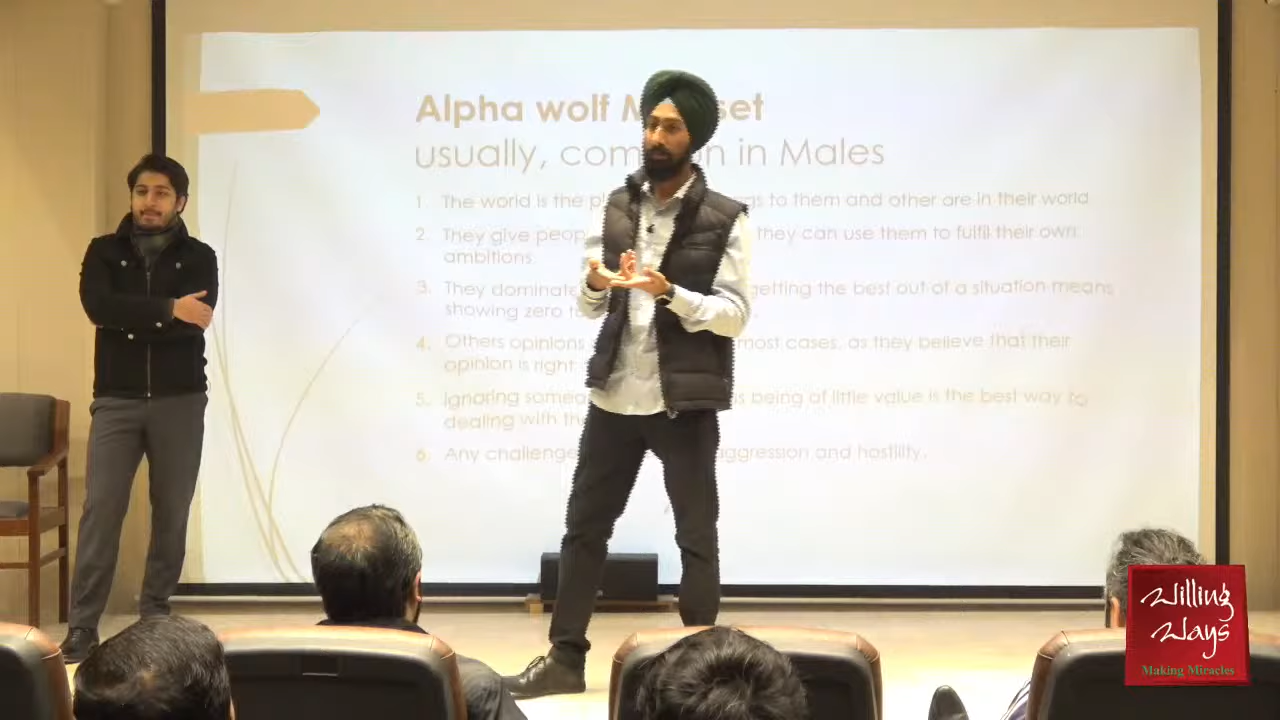 Alpha wolf M set
usually, com n in Males
1. The world is the p gs to them and other are in their world
2. They give peop they can use them to fulfil their own
ambitions
3. They dominate getting the best out of a situation means
showing zero
4. Others opinions most cases, as they believe that their
opinion is right
5. Ignoring some s being of little value is the best way to
dealing with th
6. Any challenge aggression and hostility.
Willing
Ways
Making Miracles